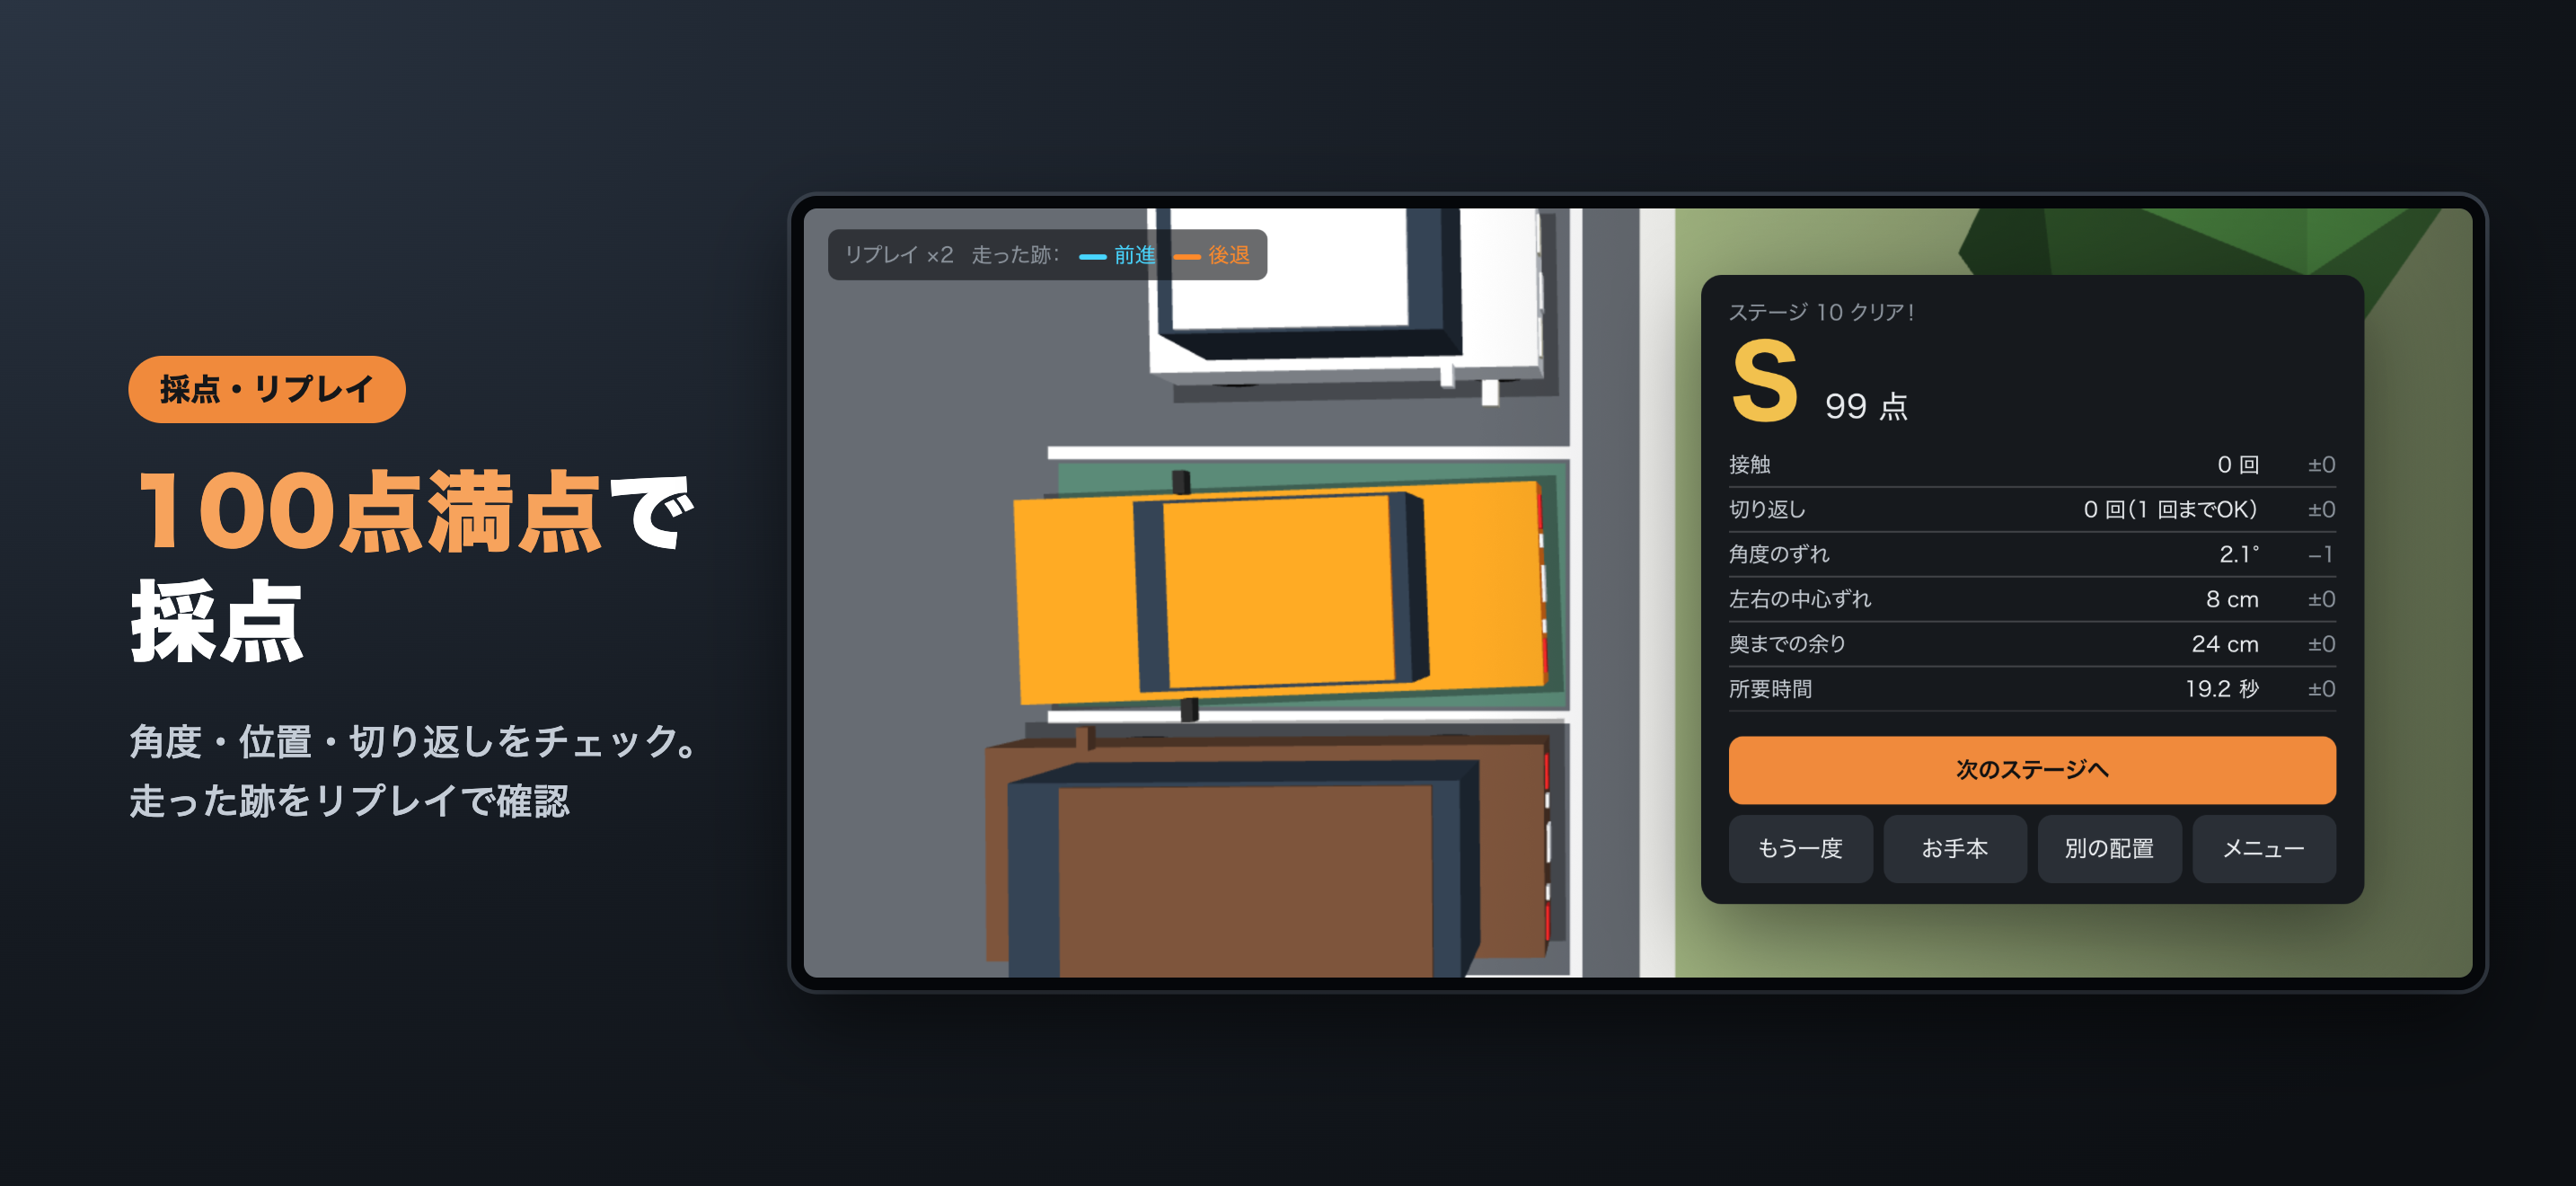 採点・リプレイ
100点満点で
採点
角度・位置・切り返しをチェック。
走った跡をリプレイで確認
リプレイ ×2 走った跡： 前進 後退
ステージ 10 クリア！
S 99 点
接触 0 回 ±0
切り返し 0 回（1 回までOK） ±0
角度のずれ 2.1° −1
左右の中心ずれ 8 cm ±0
奥までの余り 24 cm ±0
所要時間 19.2 秒 ±0
次のステージへ
もう一度 お手本 別の配置 メニュー